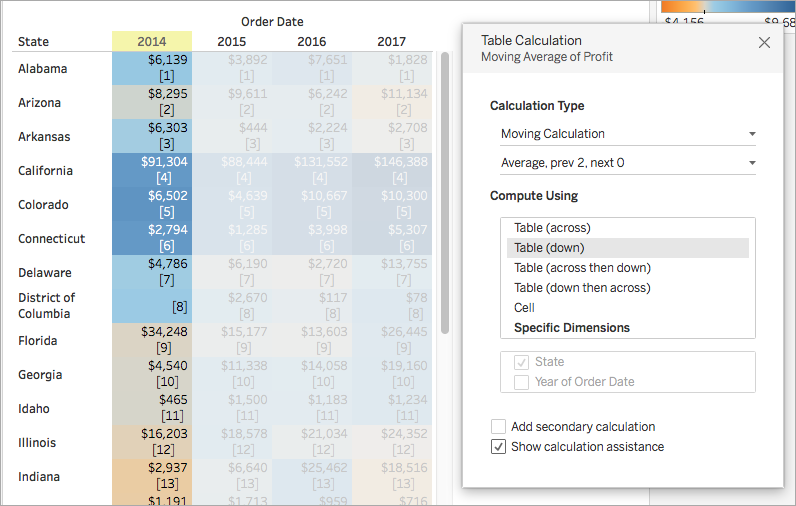 Order Date
State 2014 2015 2016 2017
Alabama $6,139 $3,892 $7,651 $1,828
[1] [1] [1] [1]
Arizona $8,295 $9,611 $6,242 $11,134
[2] [2] [2] [2]
Arkansas $6,303 $444 $2,224 $2,708
[3] [3] [3] [3]
California $91,304 $88,444 $131,552 $146,388
[4] [4] [4] [4]
Colorado $6,502 $4,639 $10,667 $10,300
[5] [5] [5] [5]
Connecticut $2,794 $1,285 $3,998 $5,307
[6] [6] [6] [6]
Delaware $4,786 $6,190 $2,720 $13,755
[7] [7] [7] [7]
District of Columbia $2,670 $117 $78
[8] [8] [8] [8]
Florida $34,248 $15,177 $13,603 $26,445
[9] [9] [9] [9]
Georgia $4,540 $11,338 $14,058 $19,160
[10] [10] [10] [10]
Idaho $465 $1,500 $1,183 $1,234
[11] [11] [11] [11]
Illinois $16,203 $18,578 $21,034 $24,352
[12] [12] [12] [12]
Indiana $2,937 $6,640 $25,462 $18,516
[13] [13] [13] [13]
$1,191 $1,713 $959 $716
$4,156
Table Calculation
Moving Average of Profit
Calculation Type
Moving Calculation
Average, prev 2, next 0
Compute Using
Table (across)
Table (down)
Table (across then down)
Table (down then across)
Cell
Specific Dimensions
State
Year of Order Date
Add secondary calculation
Show calculation assistance